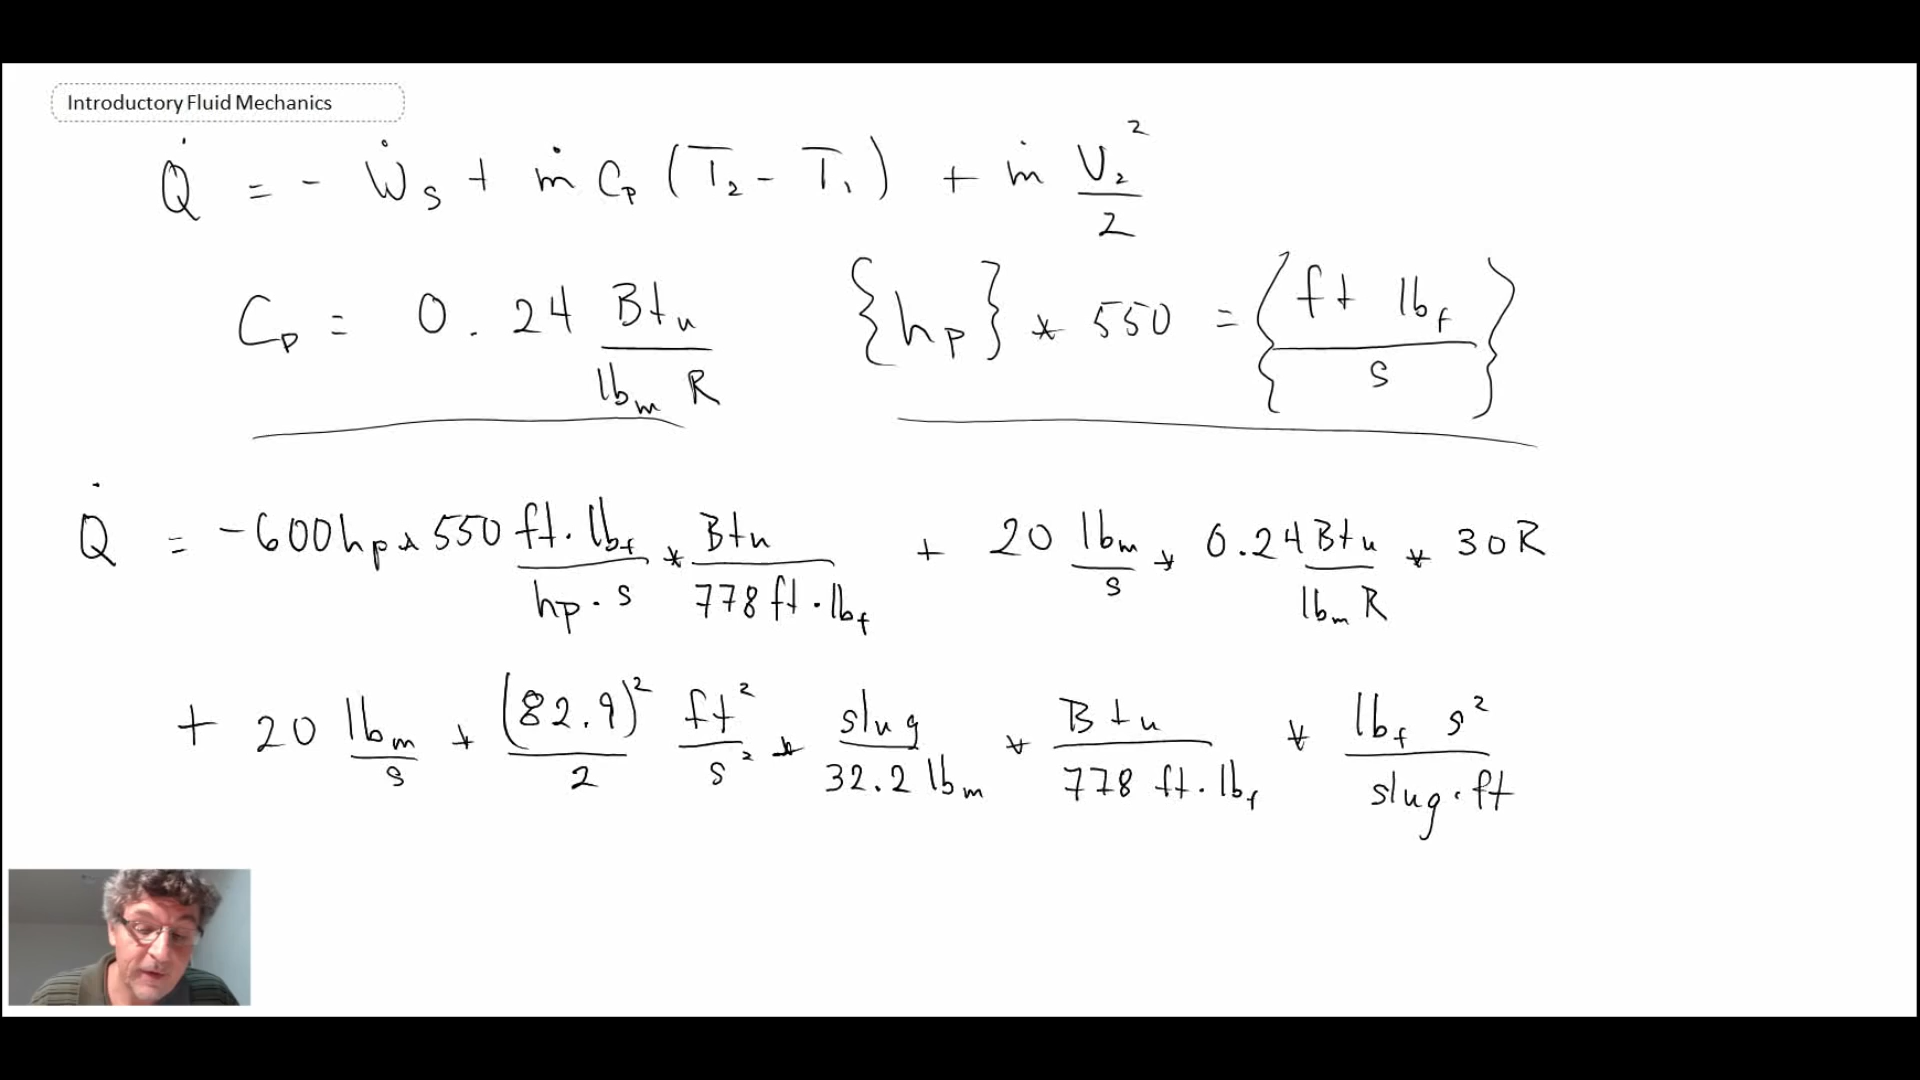 Introductory Fluid Mechanics
Q̇ = - Ẇs + ṁ Cp (T₂ - T₁) + ṁ V₂²/2
Cp = 0.24 Btu/(lbm R) {hp} * 550 = {ft lbf/s}
Q̇ = -600hp * 550 ft·lbf/(hp·s) * Btu/(778 ft·lbf) + 20 lbm/s * 0.24 Btu/(lbm R) * 30R
+ 20 lbm/s * (82.9)²/2 ft²/s² * slug/(32.2 lbm) * Btu/(778 ft·lbf) * lbf s²/(slug·ft)